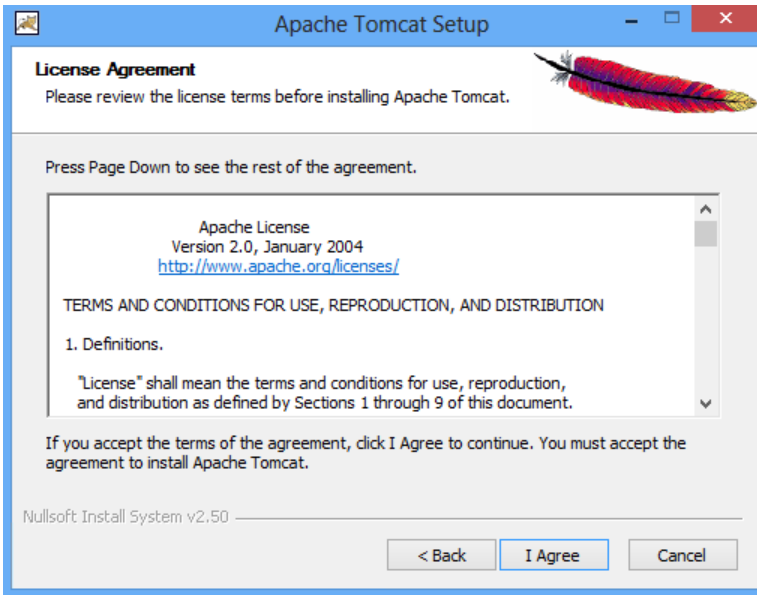 Apache Tomcat Setup
License Agreement
Please review the license terms before installing Apache Tomcat.
Press Page Down to see the rest of the agreement.
Apache License
Version 2.0, January 2004
http://www.apache.org/licenses/
TERMS AND CONDITIONS FOR USE, REPRODUCTION, AND DISTRIBUTION
1. Definitions.
"License" shall mean the terms and conditions for use, reproduction,
and distribution as defined by Sections 1 through 9 of this document.
If you accept the terms of the agreement, click I Agree to continue. You must accept the
agreement to install Apache Tomcat.
Nullsoft Install System v2.50
< Back I Agree Cancel